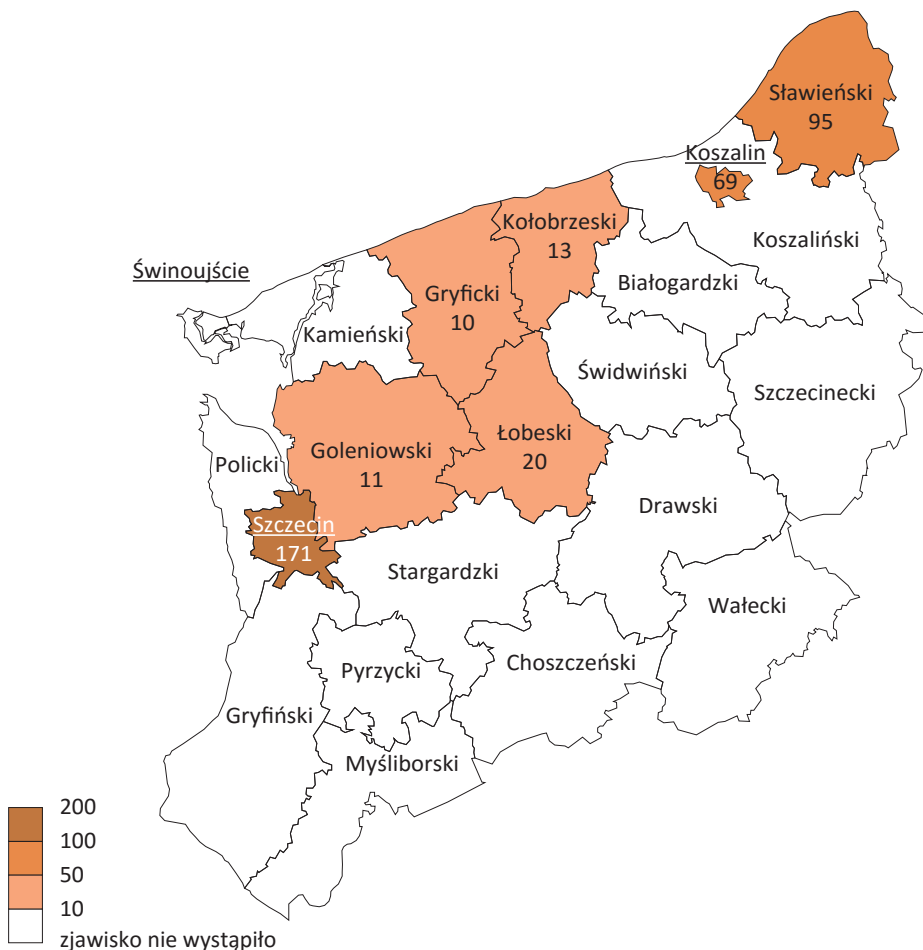 Sławieński
95
Koszalin
69
Kołobrzeski
13
Koszaliński
Świnoujście
Gryficki
10
Białogardzki
Kamieński
Świdwiński
Szczecinecki
Łobeski
20
Goleniowski
11
Policki
Drawski
Szczecin
171
Stargardzki
Wałecki
Choszczeński
Pyrzycki
Gryfiński
Myśliborski
200
100
50
10
zjawisko nie wystąpiło